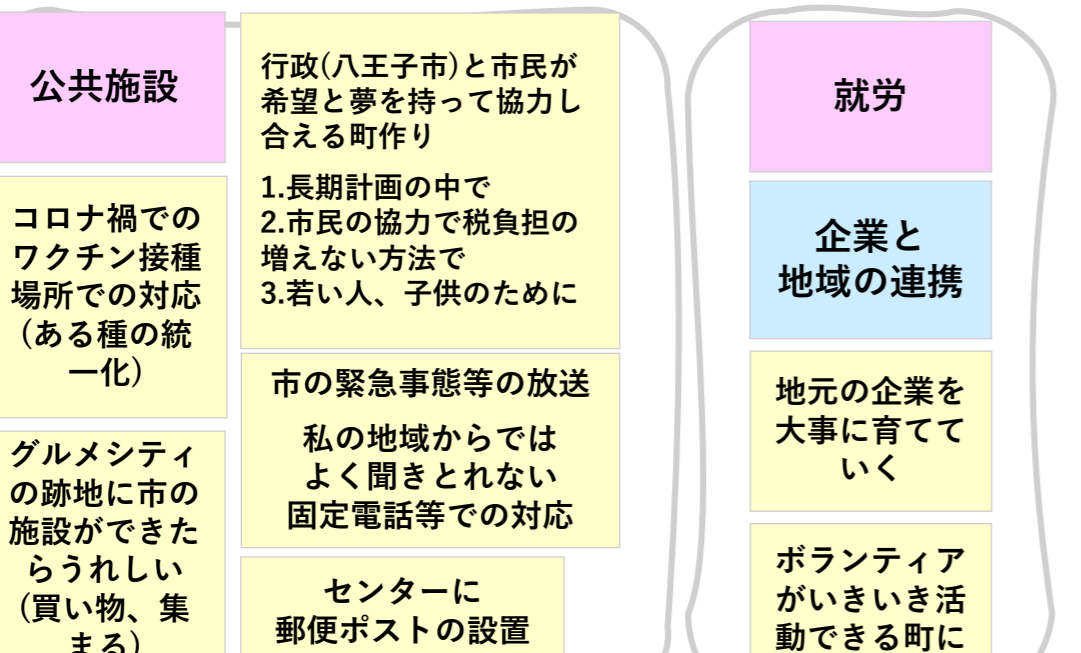 公共施設
コロナ禍での
ワクチン接種
場所での対応
(ある種の統
一化)
グルメシティ
の跡地に市の
施設ができた
らうれしい
(買い物、集
まる)
行政(八王子市)と市民が
希望と夢を持って協力し
合える町作り
1.長期計画の中で
2.市民の協力で税負担の
増えない方法で
3.若い人、子供のために
市の緊急事態等の放送
私の地域からでは
よく聞きとれない
固定電話等での対応
センターに
郵便ポストの設置
就労
企業と
地域の連携
地元の企業を
大事に育てて
いく
ボランティア
がいきいき活
動できる町に